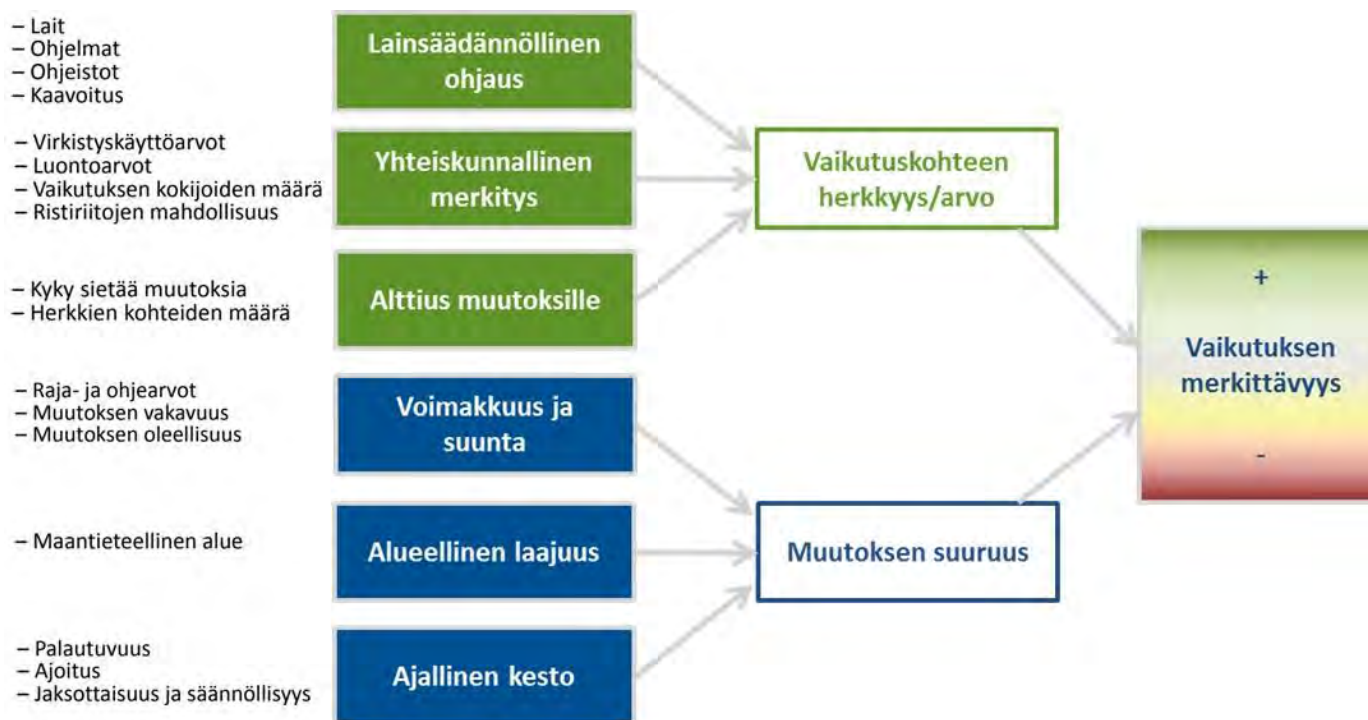 – Lait
– Ohjelmat
– Ohjeistot
– Kaavoitus
Lainsäädännöllinen
ohjaus
– Virkistyskäyttöarvot
– Luontoarvot
– Vaikutuksen kokijoiden määrä
– Ristiriitojen mahdollisuus
Yhteiskunnallinen
merkitys
– Kyky sietää muutoksia
– Herkkien kohteiden määrä
Alttius muutoksille
Vaikutuskohteen
herkkyys/arvo
– Raja- ja ohjearvot
– Muutoksen vakavuus
– Muutoksen oleellisuus
Voimakkuus ja
suunta
– Maantieteellinen alue
Alueellinen laajuus
– Palautuvuus
– Ajoitus
– Jaksottaisuus ja säännöllisyys
Ajallinen kesto
Muutoksen suuruus
+
Vaikutuksen
merkittävyys
-